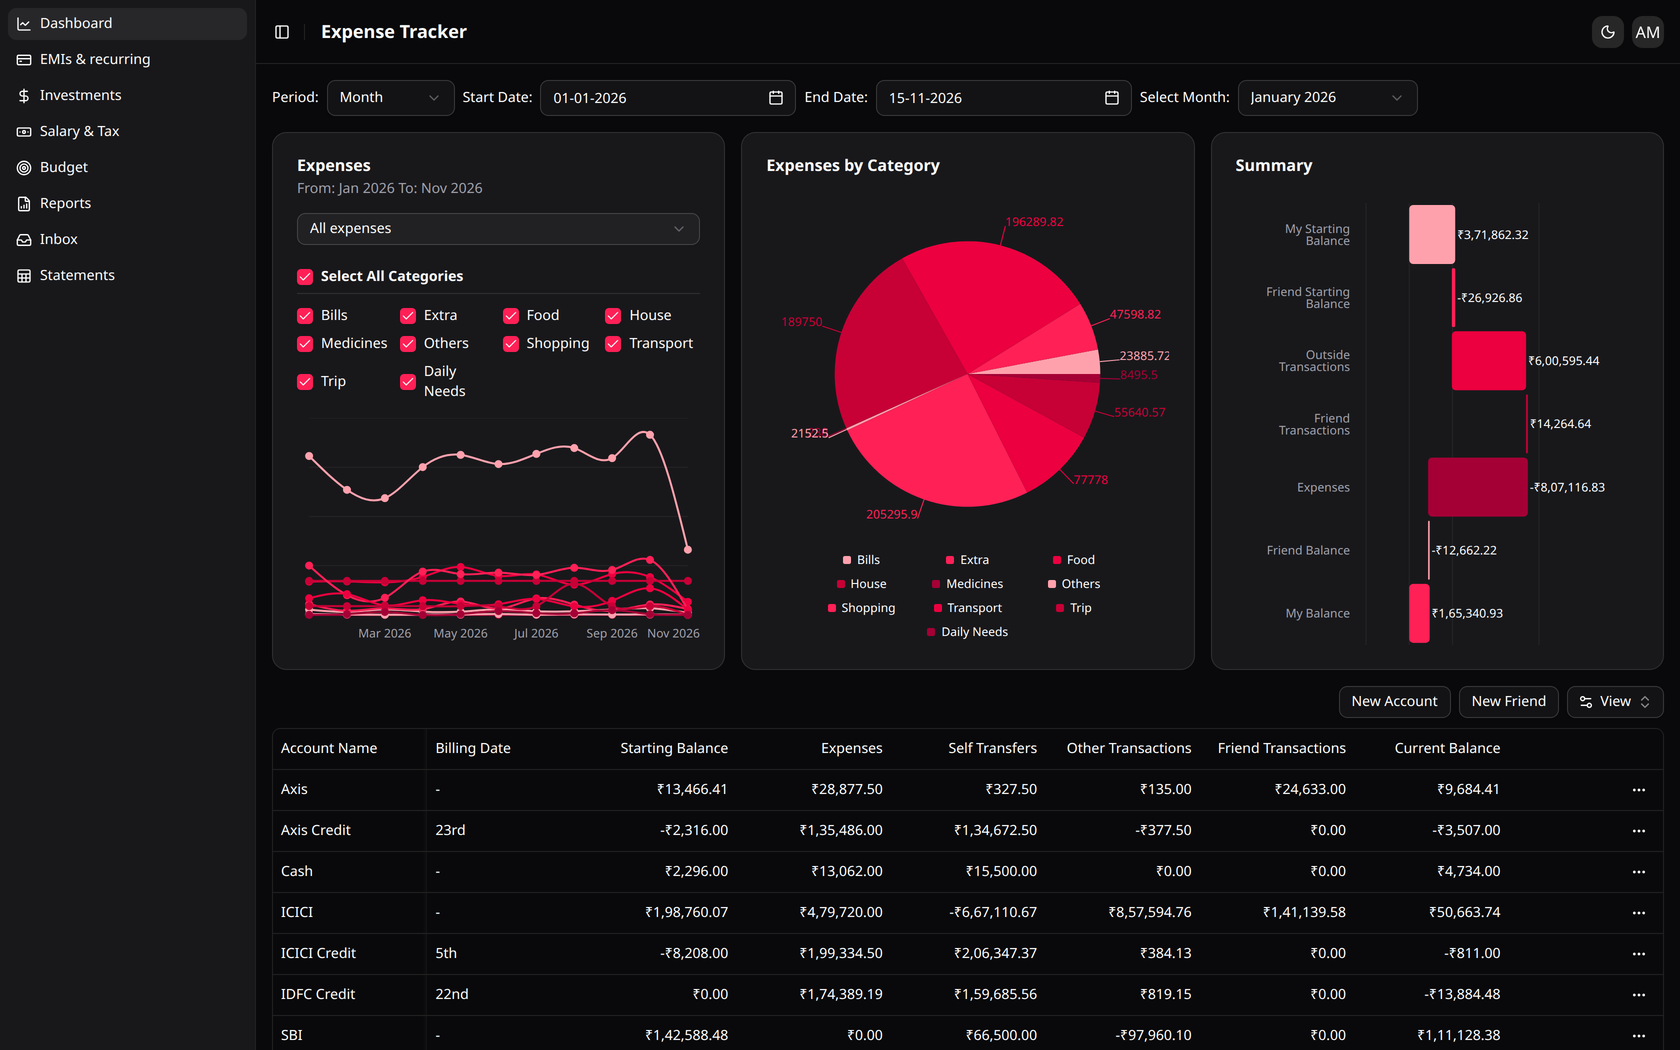 Dashboard
EMIs & recurring
Investments
Salary & Tax
Budget
Reports
Inbox
Statements
Expense Tracker
AM
Period: Month Start Date: 01-01-2026 End Date: 15-11-2026 Select Month: January 2026
Expenses
From: Jan 2026 To: Nov 2026
All expenses
Select All Categories
Bills Extra Food House
Medicines Others Shopping Transport
Trip Daily Needs
Mar 2026 May 2026 Jul 2026 Sep 2026 Nov 2026
Expenses by Category
196289.82
47598.82
23885.72
8495.5
55640.57
77778
205295.9
2152.5
189750
Bills Extra Food
House Medicines Others
Shopping Transport Trip
Daily Needs
Summary
My Starting Balance ₹3,71,862.32
Friend Starting Balance -₹26,926.86
Outside Transactions ₹6,00,595.44
Friend Transactions ₹14,264.64
Expenses -₹8,07,116.83
Friend Balance -₹12,662.22
My Balance ₹1,65,340.93
New Account New Friend View
Account Name Billing Date Starting Balance Expenses Self Transfers Other Transactions Friend Transactions Current Balance
Axis - ₹13,466.41 ₹28,877.50 ₹327.50 ₹135.00 ₹24,633.00 ₹9,684.41
Axis Credit 23rd -₹2,316.00 ₹1,35,486.00 ₹1,34,672.50 -₹377.50 ₹0.00 -₹3,507.00
Cash - ₹2,296.00 ₹13,062.00 ₹15,500.00 ₹0.00 ₹0.00 ₹4,734.00
ICICI - ₹1,98,760.07 ₹4,79,720.00 -₹6,67,110.67 ₹8,57,594.76 ₹1,41,139.58 ₹50,663.74
ICICI Credit 5th -₹8,208.00 ₹1,99,334.50 ₹2,06,347.37 ₹384.13 ₹0.00 -₹811.00
IDFC Credit 22nd ₹0.00 ₹1,74,389.19 ₹1,59,685.56 ₹819.15 ₹0.00 -₹13,884.48
SBI - ₹1,42,588.48 ₹0.00 ₹66,500.00 -₹97,960.10 ₹0.00 ₹1,11,128.38